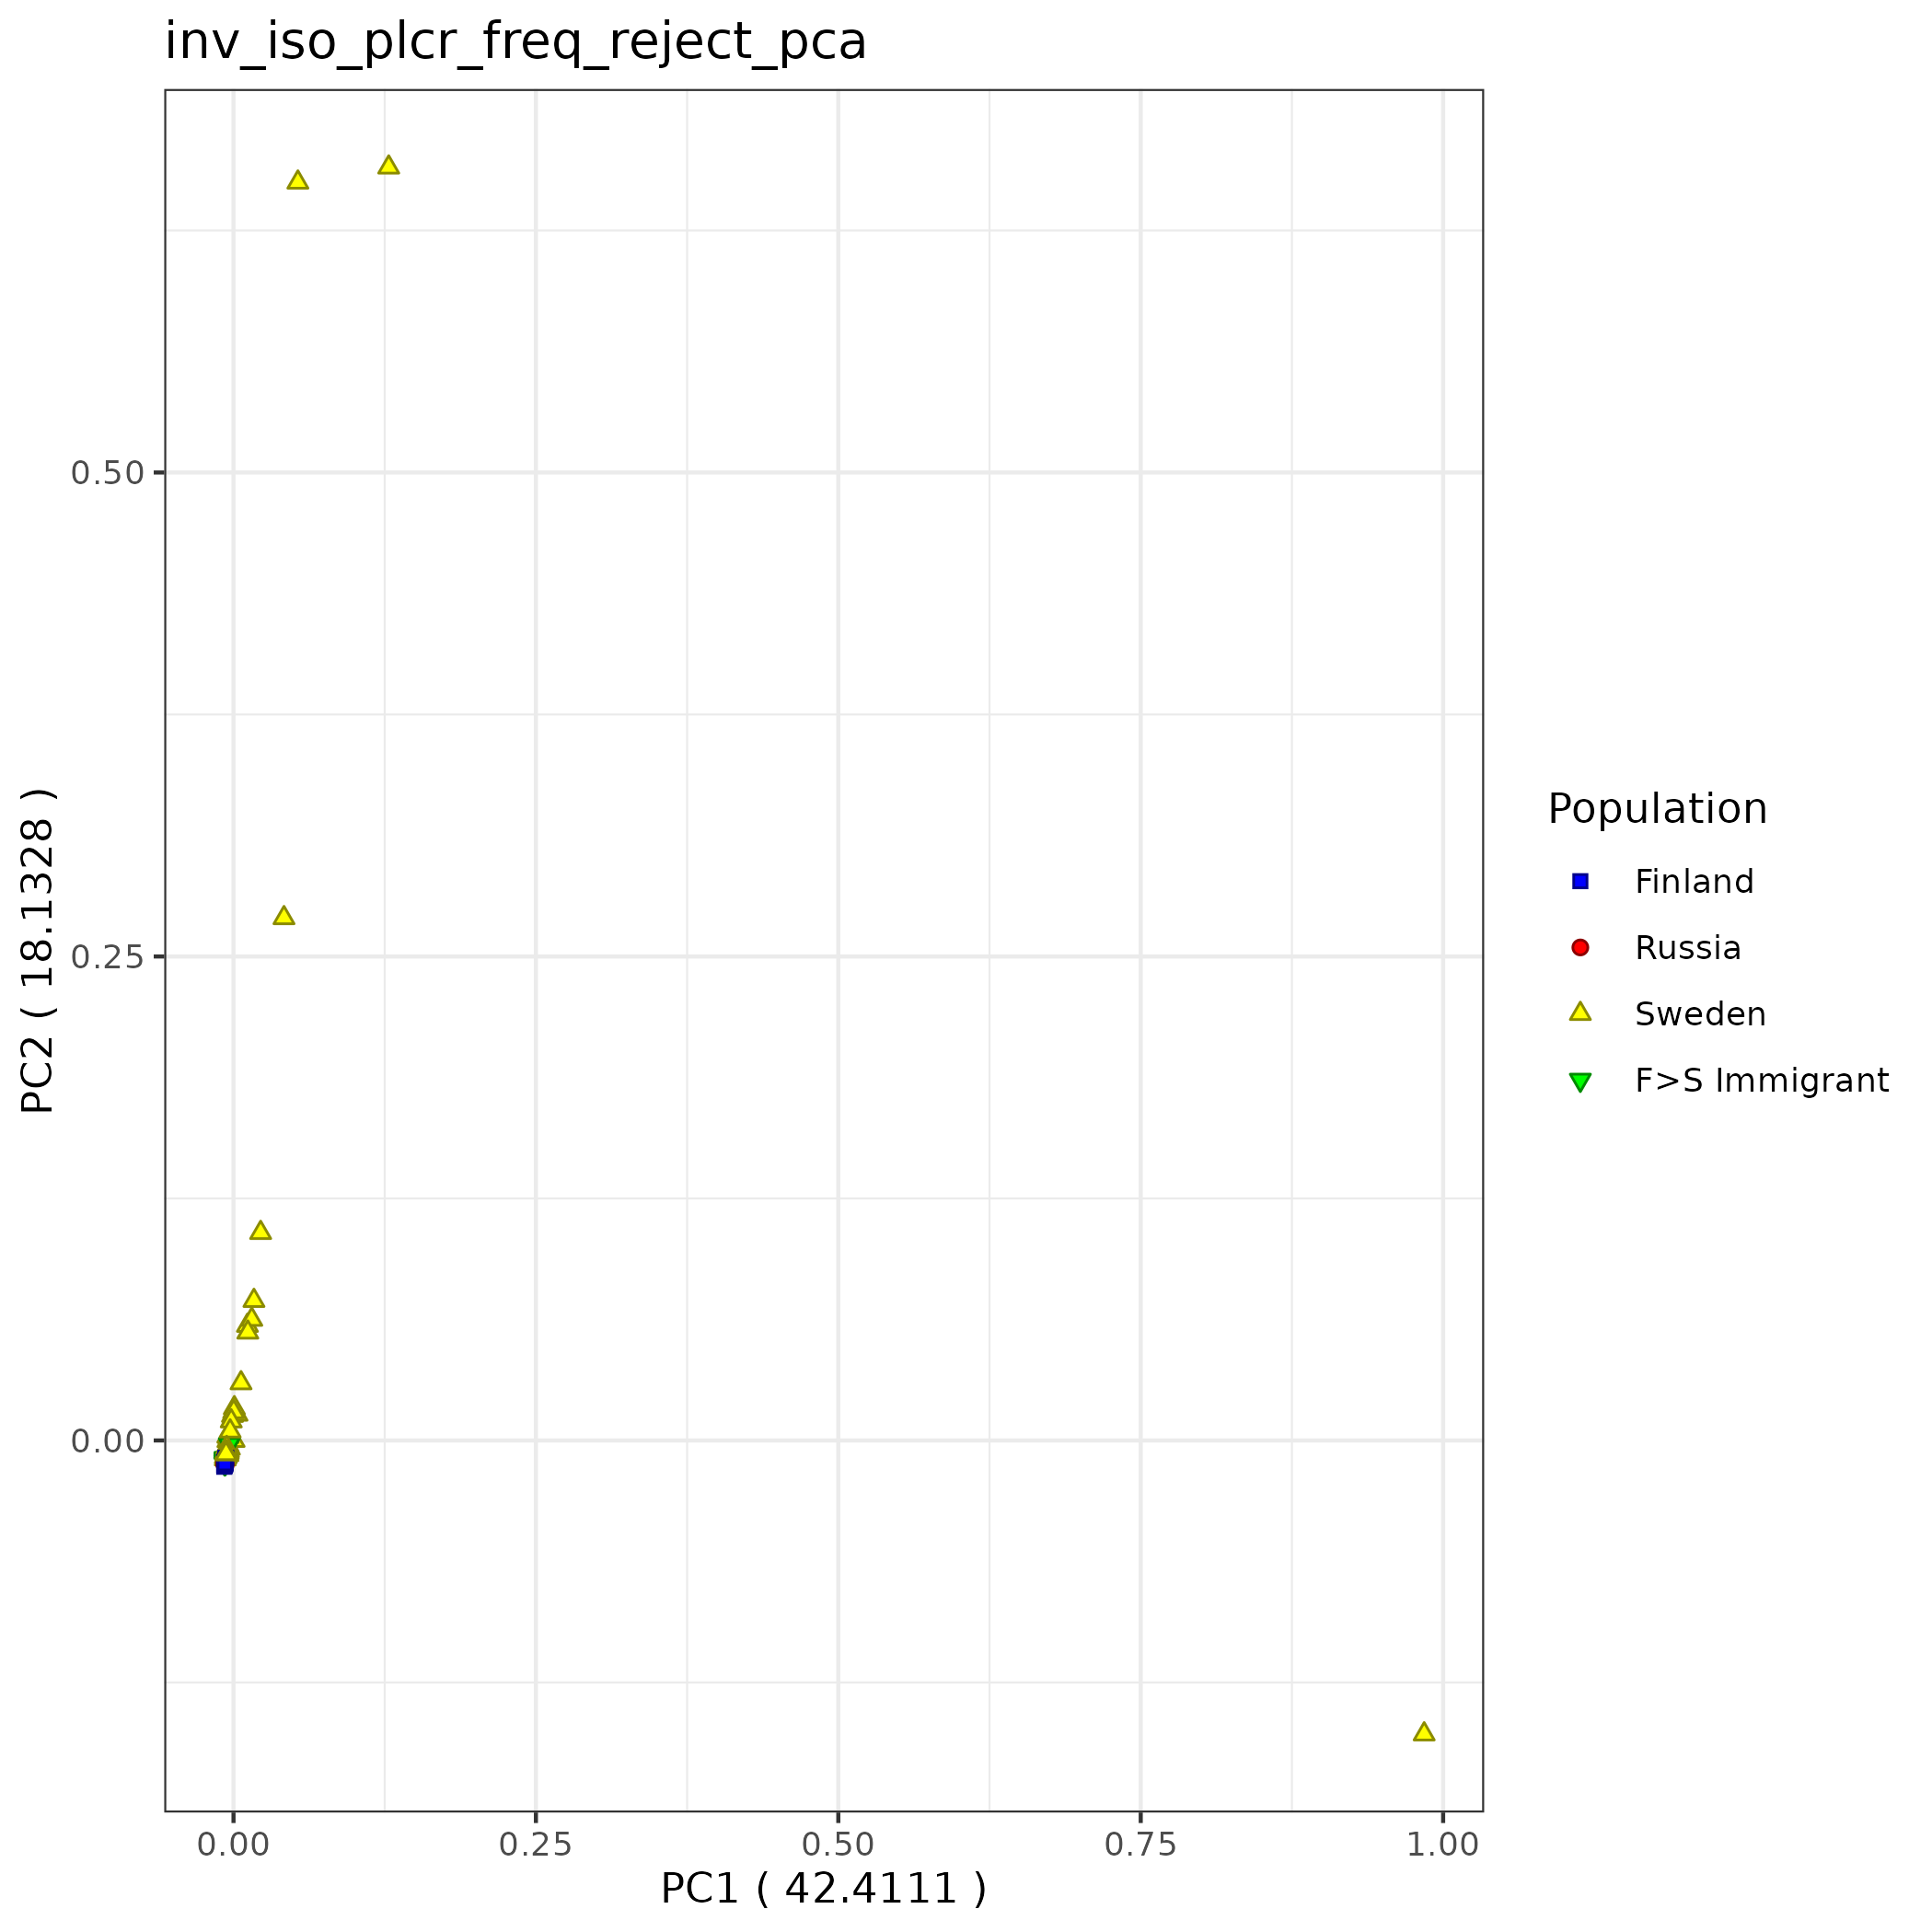 inv_iso_plcr_freq_reject_pca
PC2 ( 18.1328 )
0.50
0.25
0.00
0.00
0.25
0.50
0.75
1.00
PC1 ( 42.4111 )
Population
Finland
Russia
Sweden
F>S Immigrant